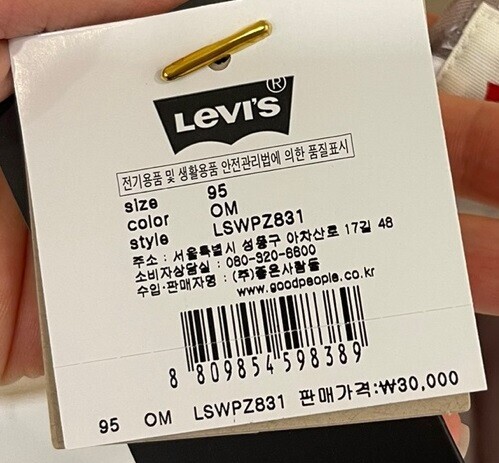 Levi's®
전기용품 및 생활용품 안전관리법에 의한 품질표시
size 95
color OM
style LSWPZ831
주소 : 서울특별시 성동구 아차산로 17길 48
소비자상담실 : 080-920-6600
수입·판매자명 : (주)좋은사람들
www.goodpeople.co.kr
8 809854 598389
95 OM LSWPZ831 판매가격:₩30,000